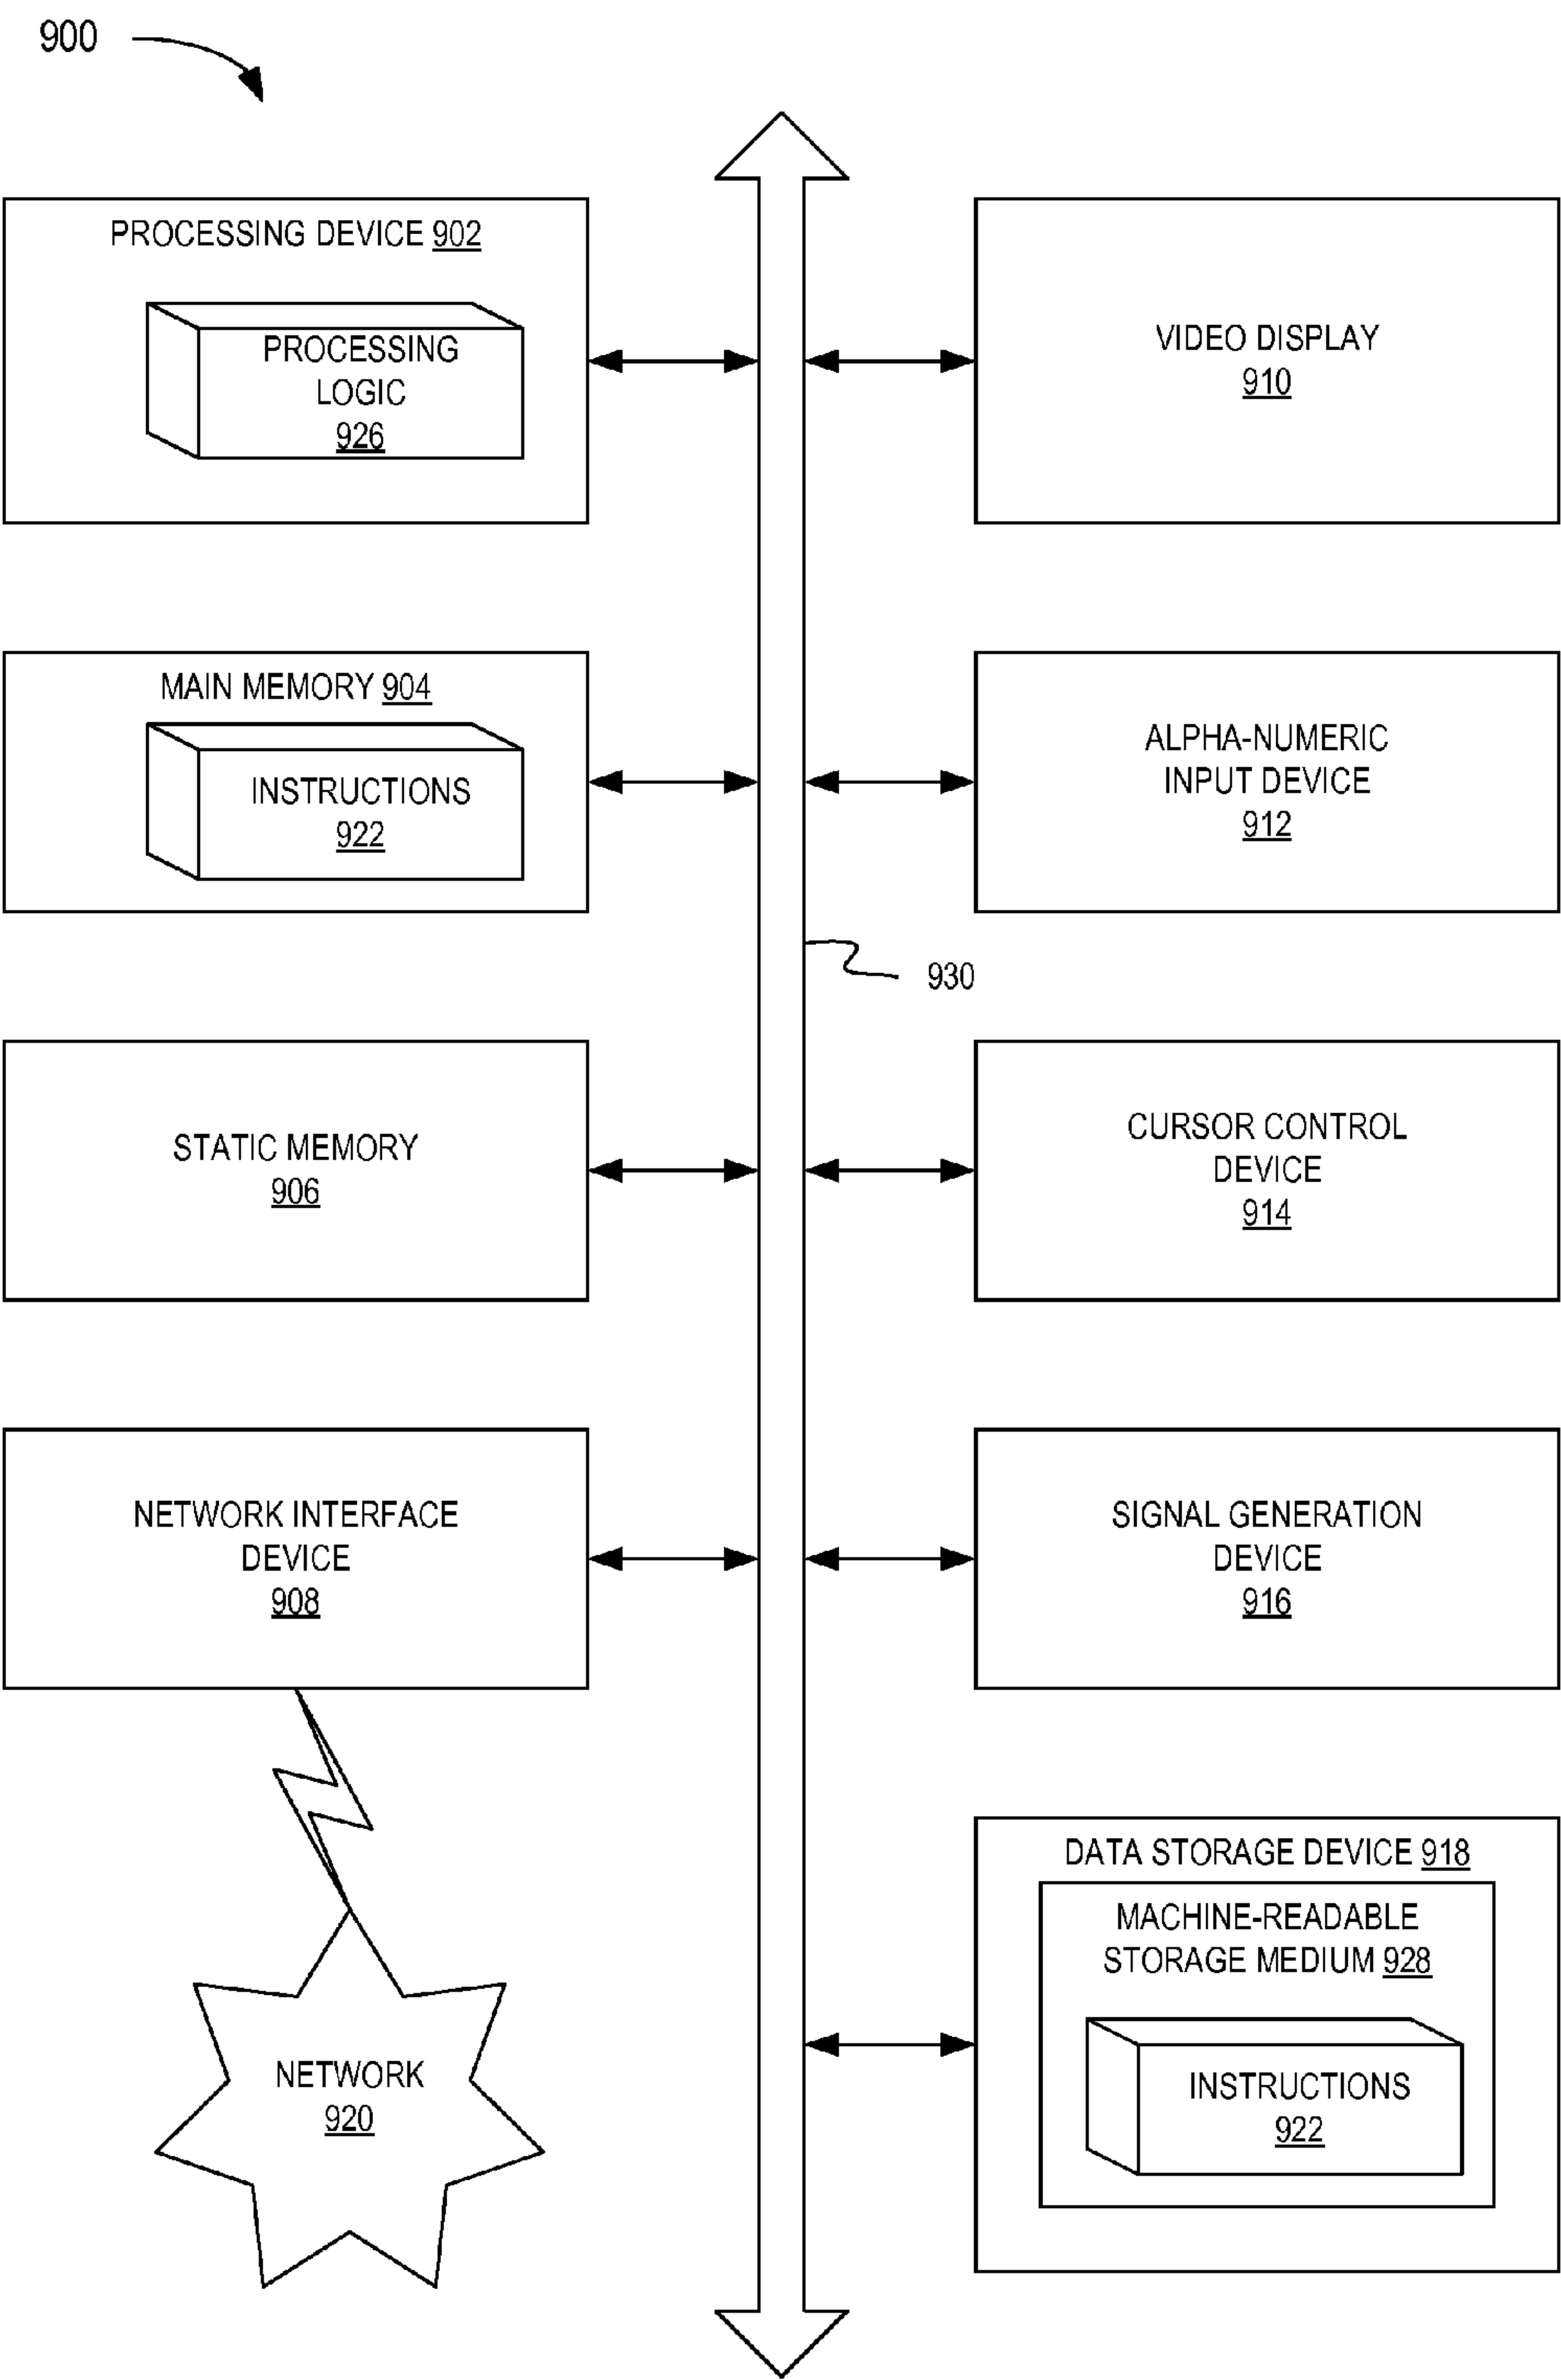 900
PROCESSING DEVICE 902
PROCESSING
LOGIC
926
VIDEO DISPLAY
910
MAIN MEMORY 904
INSTRUCTIONS
922
ALPHA-NUMERIC
INPUT DEVICE
912
930
STATIC MEMORY
906
CURSOR CONTROL
DEVICE
914
NETWORK INTERFACE
DEVICE
908
SIGNAL GENERATION
DEVICE
916
DATA STORAGE DEVICE 918
MACHINE-READABLE
STORAGE MEDIUM 928
INSTRUCTIONS
922
NETWORK
920